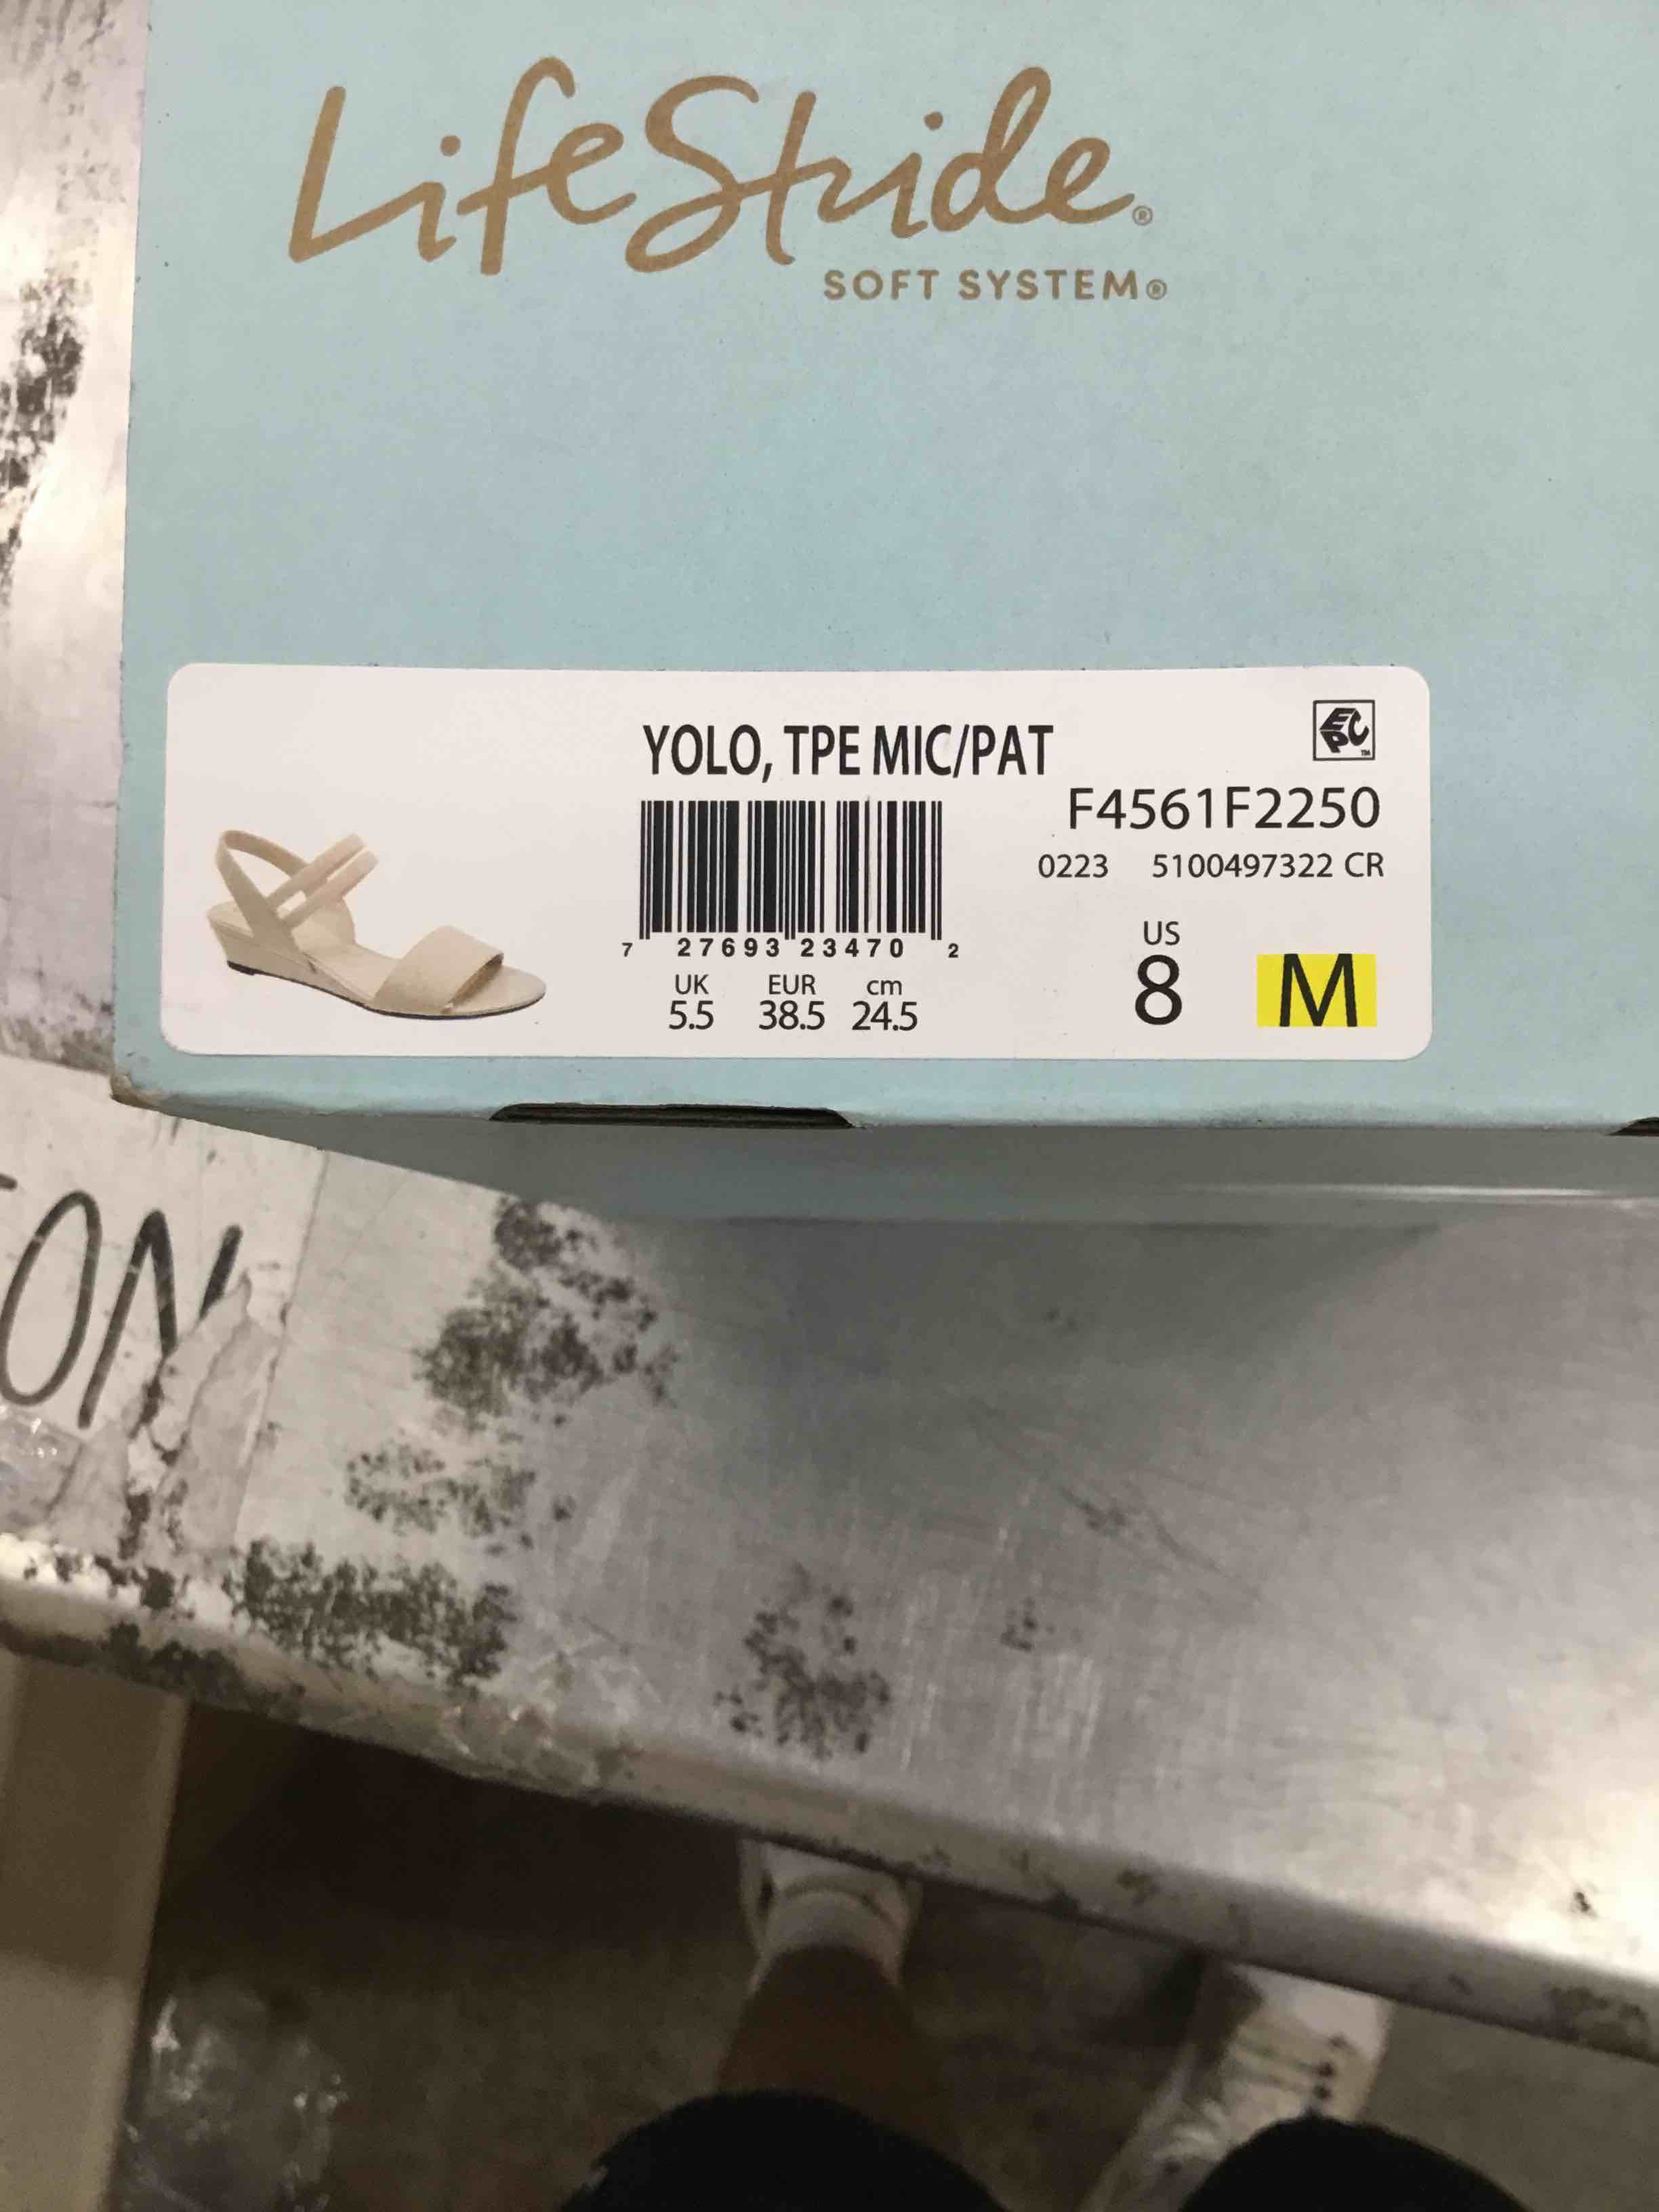 LifeStride®
SOFT SYSTEM®
YOLO, TPE MIC/PAT
EPC™
F4561F2250
0223 5100497322 CR
7 27693 23470 2
UK EUR cm
5.5 38.5 24.5
US
8 M
ON